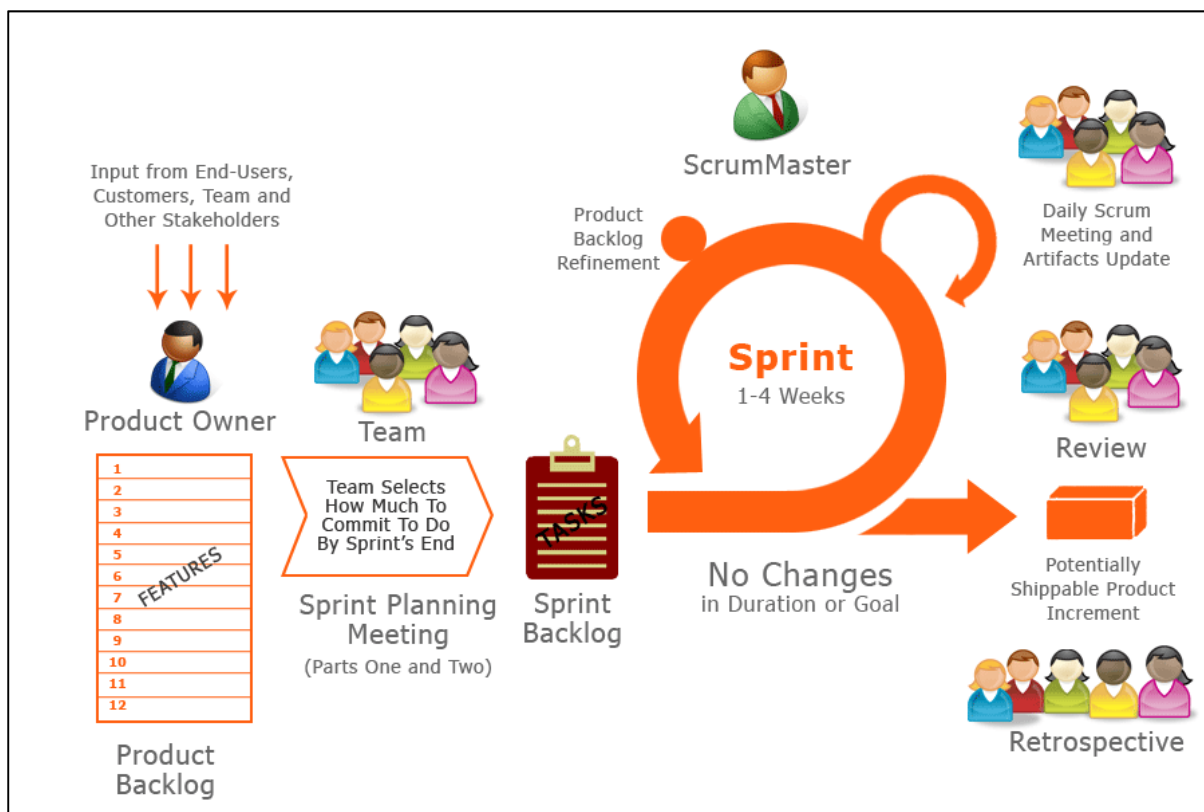 Input from End-Users,
Customers, Team and
Other Stakeholders
Product Owner
1
2
3
4
5
6
7
8
9
10
11
12
FEATURES
Product
Backlog
Team
Team Selects
How Much To
Commit To Do
By Sprint's End
Sprint Planning
Meeting
(Parts One and Two)
TASKS
Sprint
Backlog
ScrumMaster
Product
Backlog
Refinement
Sprint
1-4 Weeks
No Changes
in Duration or Goal
Daily Scrum
Meeting and
Artifacts Update
Review
Potentially
Shippable Product
Increment
Retrospective